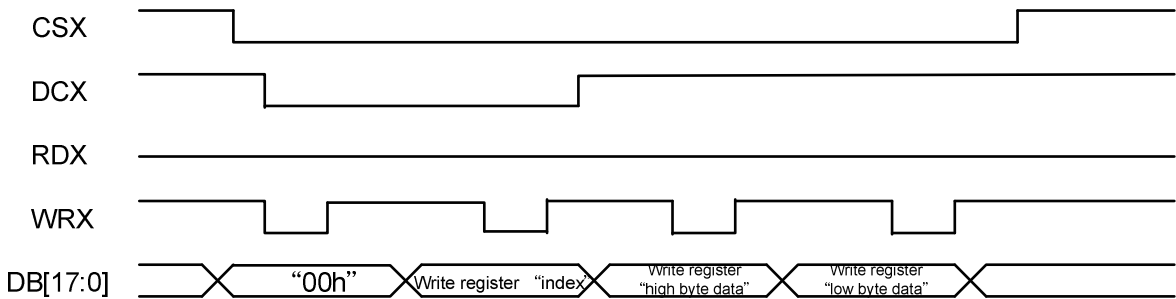 CSX
DCX
RDX
WRX
DB[17:0]
“00h”
Write register “index”
Write register
“high byte data”
Write register
“low byte data”